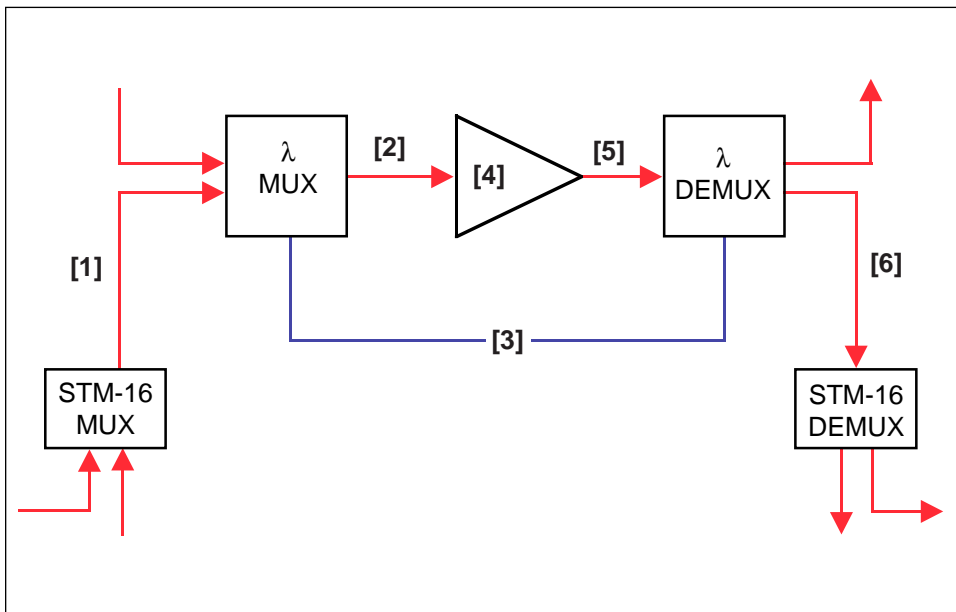 λ
MUX
[2]
[4]
[5]
λ
DEMUX
[1]
[6]
[3]
STM-16
MUX
STM-16
DEMUX